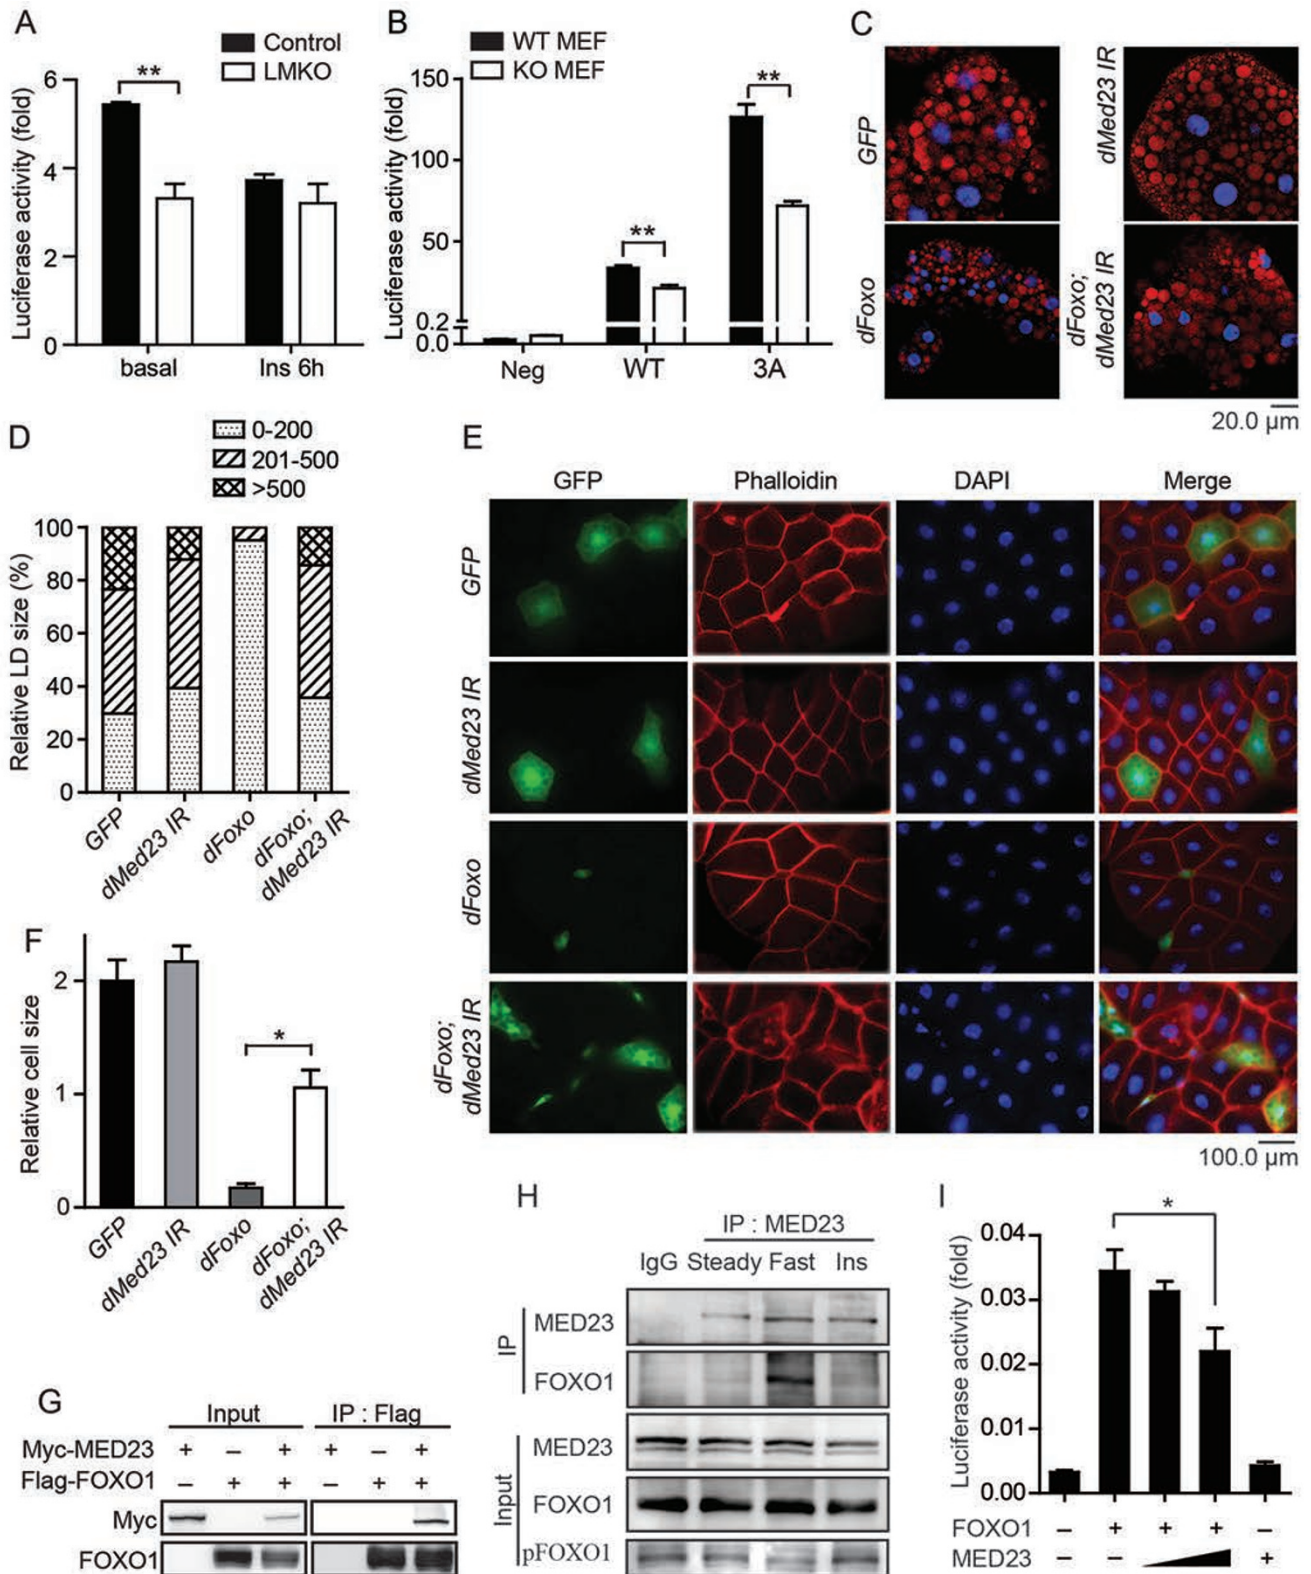 A
Control
LMKO
Luciferase activity (fold)
6
4
2
0
**
basal
Ins 6h
B
WT MEF
KO MEF
Luciferase activity (fold)
150
100
50
0.2
0.0
**
**
Neg
WT
3A
C
GFP
dMed23 IR
dFoxo
dFoxo;
dMed23 IR
20.0 µm
D
0-200
201-500
>500
Relative LD size (%)
100
80
60
40
20
0
GFP
dMed23 IR
dFoxo
dFoxo;
dMed23 IR
E
GFP
Phalloidin
DAPI
Merge
GFP
dMed23 IR
dFoxo
dFoxo;
dMed23 IR
100.0 µm
F
Relative cell size
2
1
0
*
GFP
dMed23 IR
dFoxo
dFoxo;
dMed23 IR
G
Input
IP : Flag
Myc-MED23 + – + + – +
Flag-FOXO1 – + + – + +
Myc
FOXO1
H
IP : MED23
IgG Steady Fast Ins
IP
MED23
FOXO1
Input
MED23
FOXO1
pFOXO1
I
Luciferase activity (fold)
0.04
0.03
0.02
0.01
0.00
*
FOXO1 – + + + –
MED23 – – +